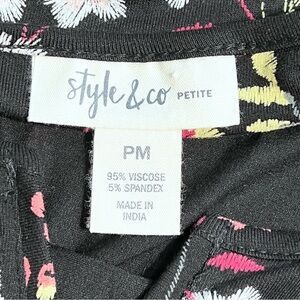 style & co PETITE
PM
95% VISCOSE
5% SPANDEX
MADE IN
INDIA